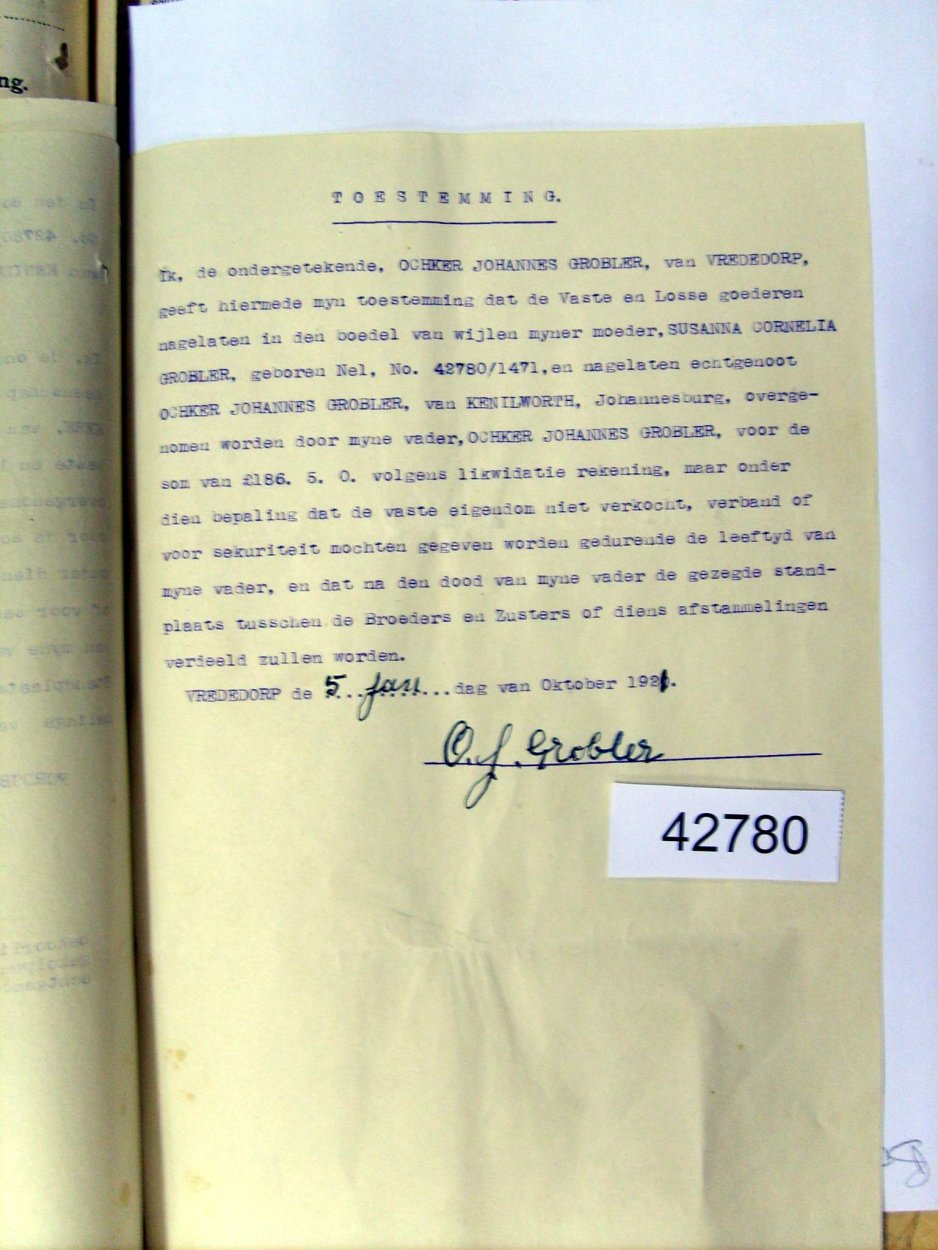 ng.
T O E S T E M M I N G.
Ik, de ondergetekende, OCHKER JOHANNES GROBLER, van VREDEDORP,
geeft hiermede myn toestemming dat de Vaste en Losse goederen
nagelaten in den boedel van wijlen myner moeder, SUSANNA CORNELIA
GROBLER, geboren Nel, No. 42780/1471, en nagelaten echtgenoot
OCHKER JOHANNES GROBLER, van KENILWORTH, Johannesburg, overge-
nomen worden door myne vader, OCHKER JOHANNES GROBLER, voor de
som van £186. 5. 0. volgens likwidatie rekening, maar onder
dien bepaling dat de vaste eigendom niet verkocht, verband of
voor sekuriteit mochten gegeven worden gedurende de leeftyd van
myne vader, en dat na den dood van myne vader de gezegde stand-
plaats tusschen de Broeders en Zusters of diens afstammelingen
verdeeld zullen worden.
VREDEDORP de 5 Jan dag van Oktober 1921.
O. J. Grobler
42780